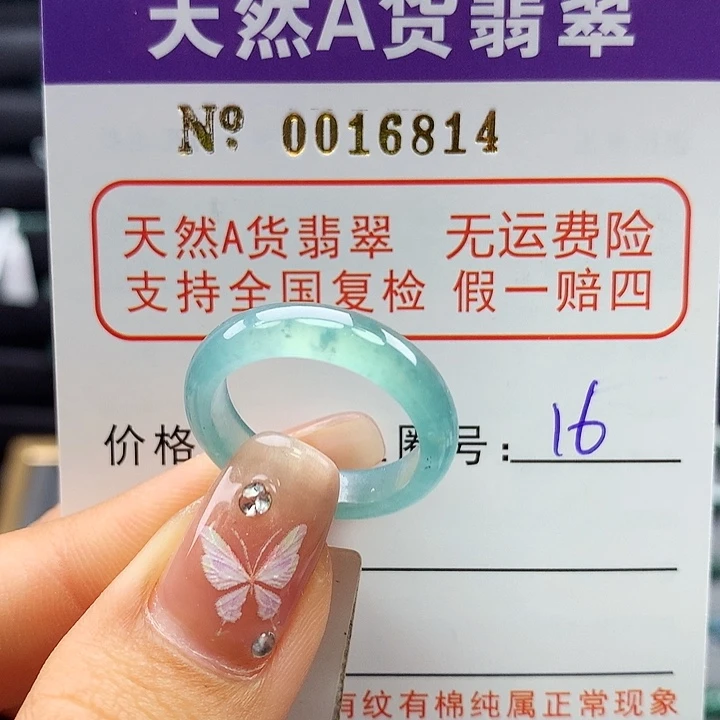 天然A货翡翠
Nº 0016814
天然A货翡翠 无运费险
支持全国复检 假一赔四
价格 圈号: 16
有纹有棉纯属正常现象